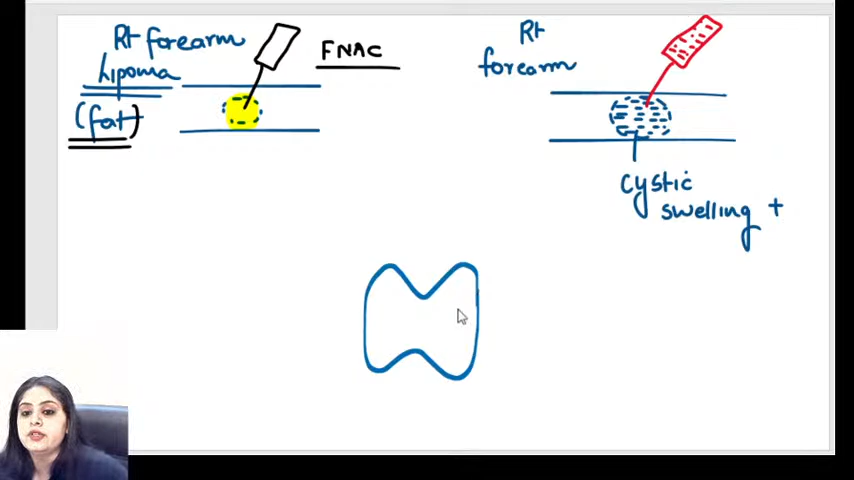 Rt forearm
Lipoma
(fat)
FNAC
Rt
forearm
cystic
swelling +